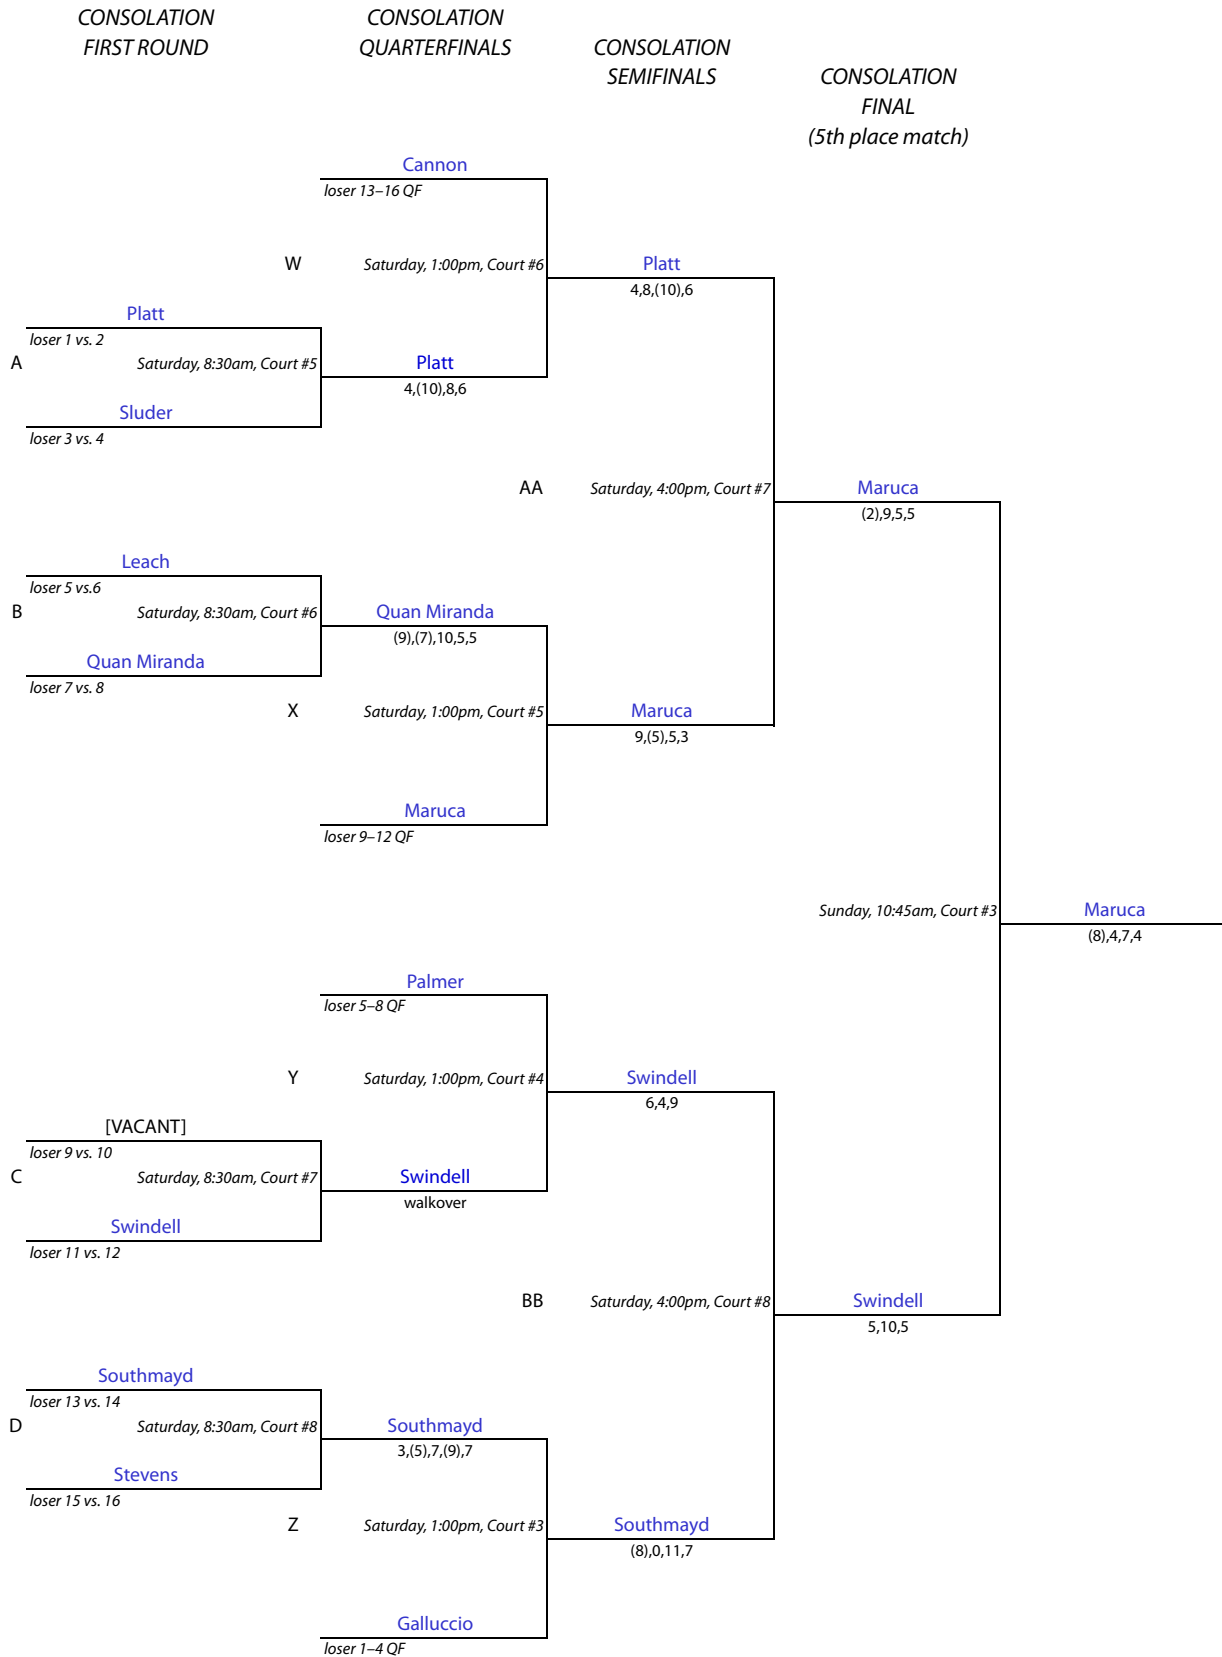 CONSOLATION
FIRST ROUND
CONSOLATION
QUARTERFINALS
CONSOLATION
SEMIFINALS
CONSOLATION
FINAL
(5th place match)
Cannon
loser 13–16 QF
W
Saturday, 1:00pm, Court #6
Platt
4,8,(10),6
Platt
loser 1 vs. 2
A
Saturday, 8:30am, Court #5
Platt
4,(10),8,6
Sluder
loser 3 vs. 4
AA
Saturday, 4:00pm, Court #7
Maruca
(2),9,5,5
Leach
loser 5 vs.6
B
Saturday, 8:30am, Court #6
Quan Miranda
(9),(7),10,5,5
Quan Miranda
loser 7 vs. 8
X
Saturday, 1:00pm, Court #5
Maruca
9,(5),5,3
Maruca
loser 9–12 QF
Sunday, 10:45am, Court #3
Maruca
(8),4,7,4
Palmer
loser 5–8 QF
Y
Saturday, 1:00pm, Court #4
Swindell
6,4,9
[VACANT]
loser 9 vs. 10
C
Saturday, 8:30am, Court #7
Swindell
walkover
Swindell
loser 11 vs. 12
BB
Saturday, 4:00pm, Court #8
Swindell
5,10,5
Southmayd
loser 13 vs. 14
D
Saturday, 8:30am, Court #8
Southmayd
3,(5),7,(9),7
Stevens
loser 15 vs. 16
Z
Saturday, 1:00pm, Court #3
Southmayd
(8),0,11,7
Galluccio
loser 1–4 QF